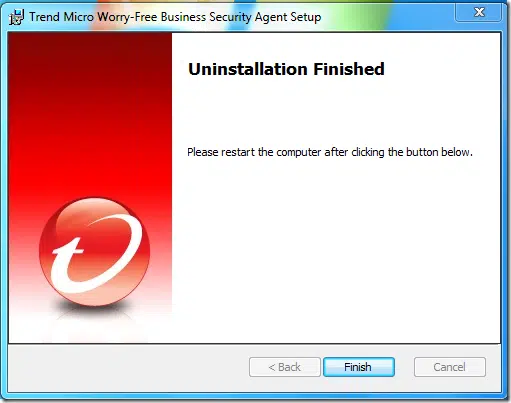 Trend Micro Worry-Free Business Security Agent Setup
Uninstallation Finished
Please restart the computer after clicking the button below.
< Back
Finish
Cancel